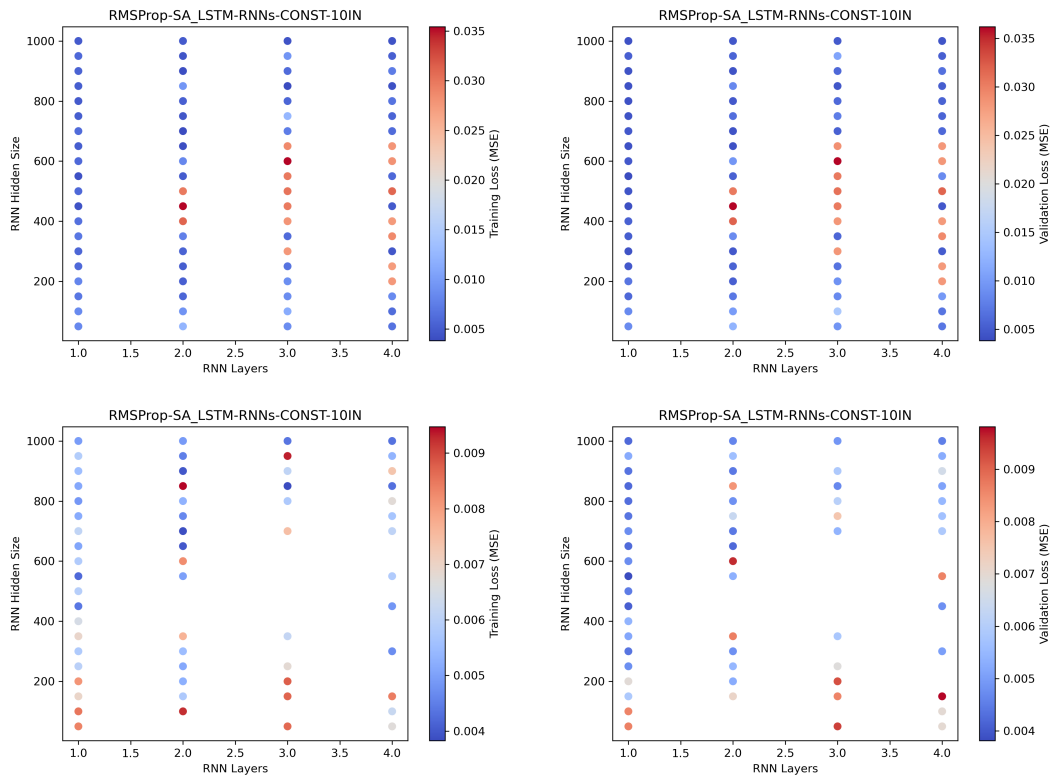 RMSProp-SA_LSTM-RNNs-CONST-10IN
1000
800
600
400
200
RNN Hidden Size
1.0 1.5 2.0 2.5 3.0 3.5 4.0
RNN Layers
0.035
0.030
0.025
0.020
0.015
0.010
0.005
Training Loss (MSE)
RMSProp-SA_LSTM-RNNs-CONST-10IN
1000
800
600
400
200
RNN Hidden Size
1.0 1.5 2.0 2.5 3.0 3.5 4.0
RNN Layers
0.035
0.030
0.025
0.020
0.015
0.010
0.005
Validation Loss (MSE)
RMSProp-SA_LSTM-RNNs-CONST-10IN
1000
800
600
400
200
RNN Hidden Size
1.0 1.5 2.0 2.5 3.0 3.5 4.0
RNN Layers
0.009
0.008
0.007
0.006
0.005
0.004
Training Loss (MSE)
RMSProp-SA_LSTM-RNNs-CONST-10IN
1000
800
600
400
200
RNN Hidden Size
1.0 1.5 2.0 2.5 3.0 3.5 4.0
RNN Layers
0.009
0.008
0.007
0.006
0.005
0.004
Validation Loss (MSE)